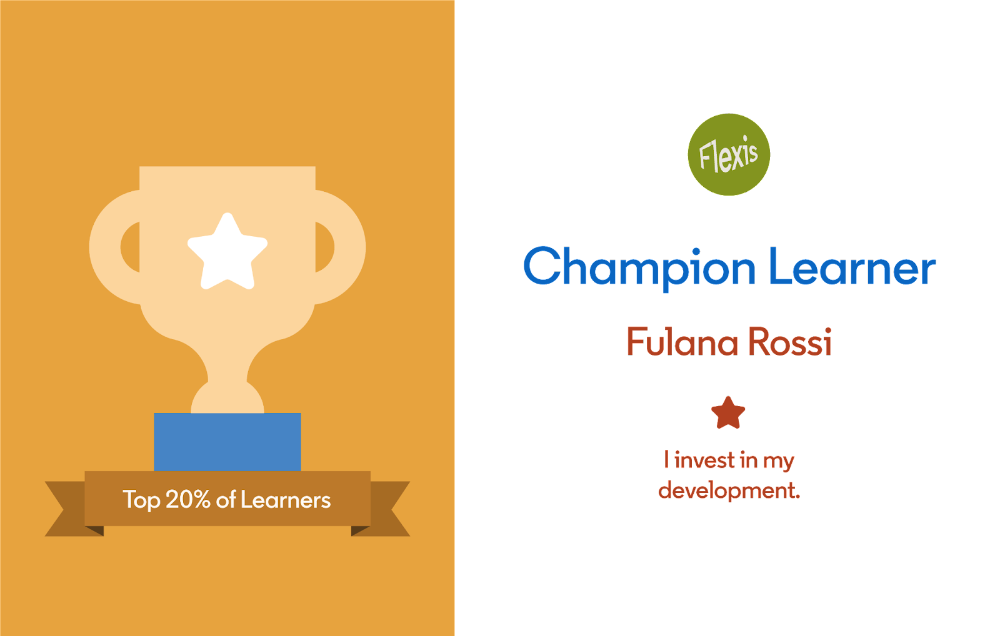 Top 20% of Learners
Flexis
Champion Learner
Fulana Rossi
I invest in my
development.